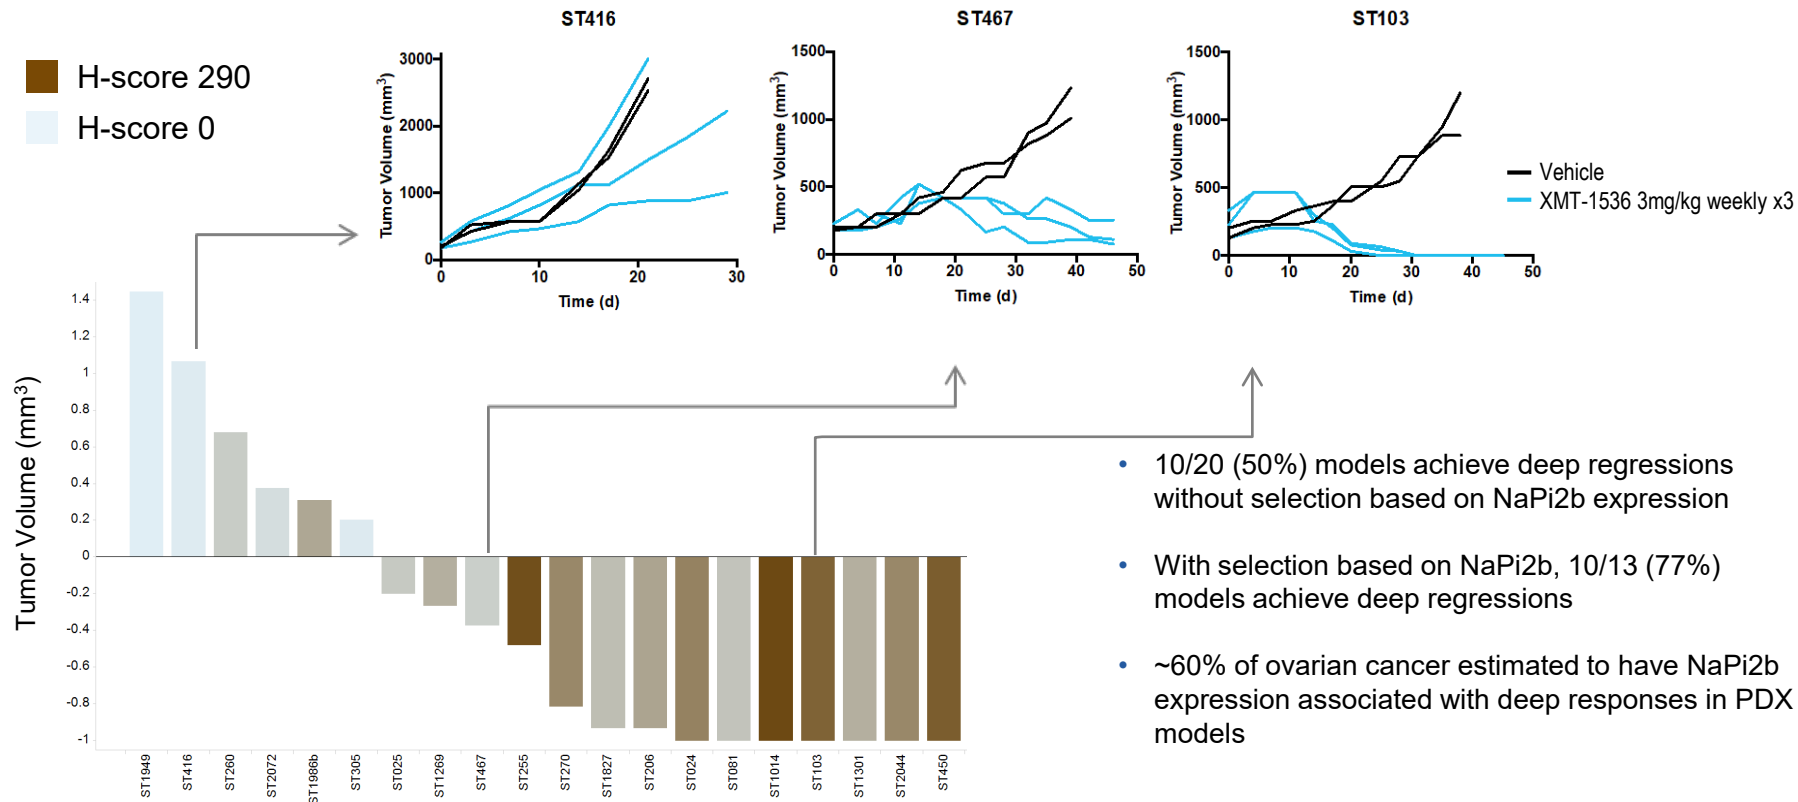 ST416
ST467
ST103
H-score 290
H-score 0
Tumor Volume (mm³)
3000
2000
1000
0
0
10
20
30
Time (d)
Tumor Volume (mm³)
1500
1000
500
0
0
10
20
30
40
50
Time (d)
Tumor Volume (mm³)
1500
1000
500
0
0
10
20
30
40
50
Time (d)
Vehicle
XMT-1536 3mg/kg weekly x3
Tumor Volume (mm³)
1.4
1.2
1
0.8
0.6
0.4
0.2
0
-0.2
-0.4
-0.6
-0.8
-1
ST1949
ST416
ST260
ST2072
ST1986b
ST305
ST025
ST1269
ST467
ST255
ST270
ST1827
ST206
ST024
ST081
ST1014
ST103
ST1301
ST2044
ST450
• 10/20 (50%) models achieve deep regressions
without selection based on NaPi2b expression
• With selection based on NaPi2b, 10/13 (77%)
models achieve deep regressions
• ~60% of ovarian cancer estimated to have NaPi2b
expression associated with deep responses in PDX
models